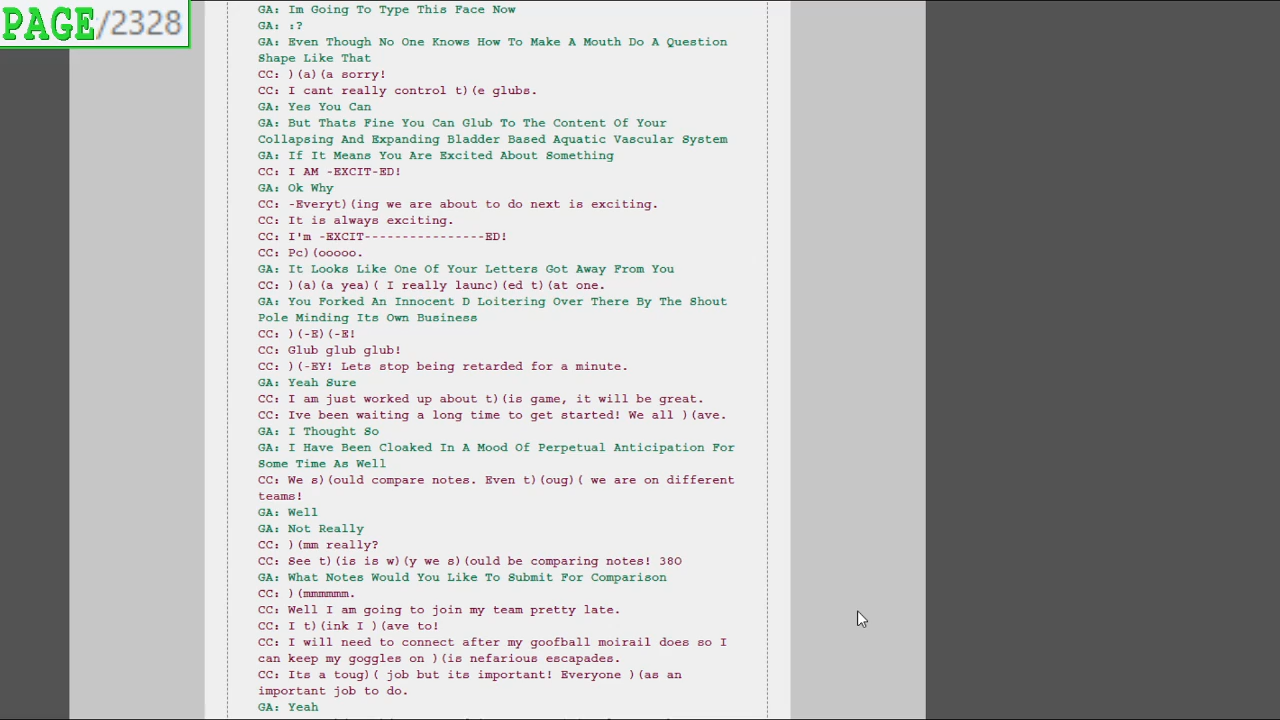 PAGE/2328
GA: Im Going To Type This Face Now
GA: :?
GA: Even Though No One Knows How To Make A Mouth Do A Question
Shape Like That
CC: )(a)(a sorry!
CC: I cant really control t)(e glubs.
GA: Yes You Can
GA: But Thats Fine You Can Glub To The Content Of Your
Collapsing And Expanding Bladder Based Aquatic Vascular System
GA: If It Means You Are Excited About Something
CC: I AM -EXCIT-ED!
GA: Ok Why
CC: -Everyt)(ing we are about to do next is exciting.
CC: It is always exciting.
CC: I'm -EXCIT----------------ED!
CC: Pc)(ooooo.
GA: It Looks Like One Of Your Letters Got Away From You
CC: )(a)(a yea)( I really launc)(ed t)(at one.
GA: You Forked An Innocent D Loitering Over There By The Shout
Pole Minding Its Own Business
CC: )(-E)(-E!
CC: Glub glub glub!
CC: )(-EY! Lets stop being retarded for a minute.
GA: Yeah Sure
CC: I am just worked up about t)(is game, it will be great.
CC: Ive been waiting a long time to get started! We all )(ave.
GA: I Thought So
GA: I Have Been Cloaked In A Mood Of Perpetual Anticipation For
Some Time As Well
CC: We s)(ould compare notes. Even t)(oug)( we are on different
teams!
GA: Well
GA: Not Really
CC: )(mm really?
CC: See t)(is is w)(y we s)(ould be comparing notes! 38O
GA: What Notes Would You Like To Submit For Comparison
CC: )(mmmmmm.
CC: Well I am going to join my team pretty late.
CC: I t)(ink I )(ave to!
CC: I will need to connect after my goofball moirail does so I
can keep my goggles on )(is nefarious escapades.
CC: Its a toug)( job but its important! Everyone )(as an
important job to do.
GA: Yeah